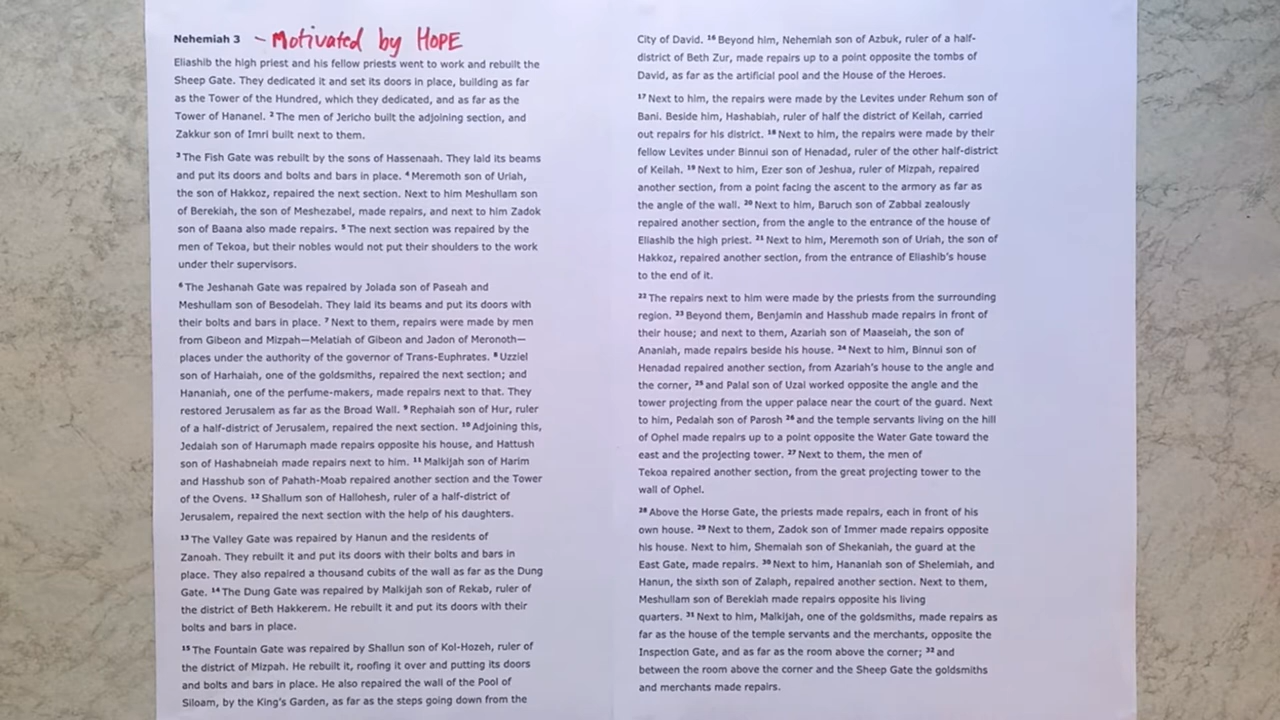 Nehemiah 3 - Motivated by HOPE
Eliashib the high priest and his fellow priests went to work and rebuilt the
Sheep Gate. They dedicated it and set its doors in place, building as far
as the Tower of the Hundred, which they dedicated, and as far as the
Tower of Hananel. 2 The men of Jericho built the adjoining section, and
Zakkur son of Imri built next to them.
3 The Fish Gate was rebuilt by the sons of Hassenaah. They laid its beams
and put its doors and bolts and bars in place. 4 Meremoth son of Uriah,
the son of Hakkoz, repaired the next section. Next to him Meshullam son
of Berekiah, the son of Meshezabel, made repairs, and next to him Zadok
son of Baana also made repairs. 5 The next section was repaired by the
men of Tekoa, but their nobles would not put their shoulders to the work
under their supervisors.
6 The Jeshanah Gate was repaired by Joiada son of Paseah and
Meshullam son of Besodeiah. They laid its beams and put its doors with
their bolts and bars in place. 7 Next to them, repairs were made by men
from Gibeon and Mizpah—Melatiah of Gibeon and Jadon of Meronoth—
places under the authority of the governor of Trans-Euphrates. 8 Uzziel
son of Harhaiah, one of the goldsmiths, repaired the next section; and
Hananiah, one of the perfume-makers, made repairs next to that. They
restored Jerusalem as far as the Broad Wall. 9 Rephaiah son of Hur, ruler
of a half-district of Jerusalem, repaired the next section. 10 Adjoining this,
Jedaiah son of Harumaph made repairs opposite his house, and Hattush
son of Hashabneiah made repairs next to him. 11 Malkijah son of Harim
and Hasshub son of Pahath-Moab repaired another section and the Tower
of the Ovens. 12 Shallum son of Hallohesh, ruler of a half-district of
Jerusalem, repaired the next section with the help of his daughters.
13 The Valley Gate was repaired by Hanun and the residents of
Zanoah. They rebuilt it and put its doors with their bolts and bars in
place. They also repaired a thousand cubits of the wall as far as the Dung
Gate. 14 The Dung Gate was repaired by Malkijah son of Rekab, ruler of
the district of Beth Hakkerem. He rebuilt it and put its doors with their
bolts and bars in place.
15 The Fountain Gate was repaired by Shallun son of Kol-Hozeh, ruler of
the district of Mizpah. He rebuilt it, roofing it over and putting its doors
and bolts and bars in place. He also repaired the wall of the Pool of
Siloam, by the King's Garden, as far as the steps going down from the
City of David. 16 Beyond him, Nehemiah son of Azbuk, ruler of a half-
district of Beth Zur, made repairs up to a point opposite the tombs of
David, as far as the artificial pool and the House of the Heroes.
17 Next to him, the repairs were made by the Levites under Rehum son of
Bani. Beside him, Hashabiah, ruler of half the district of Keilah, carried
out repairs for his district. 18 Next to him, the repairs were made by their
fellow Levites under Binnui son of Henadad, ruler of the other half-district
of Keilah. 19 Next to him, Ezer son of Jeshua, ruler of Mizpah, repaired
another section, from a point facing the ascent to the armory as far as
the angle of the wall. 20 Next to him, Baruch son of Zabbai zealously
repaired another section, from the angle to the entrance of the house of
Eliashib the high priest. 21 Next to him, Meremoth son of Uriah, the son of
Hakkoz, repaired another section, from the entrance of Eliashib's house
to the end of it.
22 The repairs next to him were made by the priests from the surrounding
region. 23 Beyond them, Benjamin and Hasshub made repairs in front of
their house; and next to them, Azariah son of Maaseiah, the son of
Ananiah, made repairs beside his house. 24 Next to him, Binnui son of
Henadad repaired another section, from Azariah's house to the angle and
the corner, 25 and Palal son of Uzai worked opposite the angle and the
tower projecting from the upper palace near the court of the guard. Next
to him, Pedaiah son of Parosh 26 and the temple servants living on the hill
of Ophel made repairs up to a point opposite the Water Gate toward the
east and the projecting tower. 27 Next to them, the men of
Tekoa repaired another section, from the great projecting tower to the
wall of Ophel.
28 Above the Horse Gate, the priests made repairs, each in front of his
own house. 29 Next to them, Zadok son of Immer made repairs opposite
his house. Next to him, Shemaiah son of Shekaniah, the guard at the
East Gate, made repairs. 30 Next to him, Hananiah son of Shelemiah, and
Hanun, the sixth son of Zalaph, repaired another section. Next to them,
Meshullam son of Berekiah made repairs opposite his living
quarters. 31 Next to him, Malkijah, one of the goldsmiths, made repairs as
far as the house of the temple servants and the merchants, opposite the
Inspection Gate, and as far as the room above the corner; 32 and
between the room above the corner and the Sheep Gate the goldsmiths
and merchants made repairs.